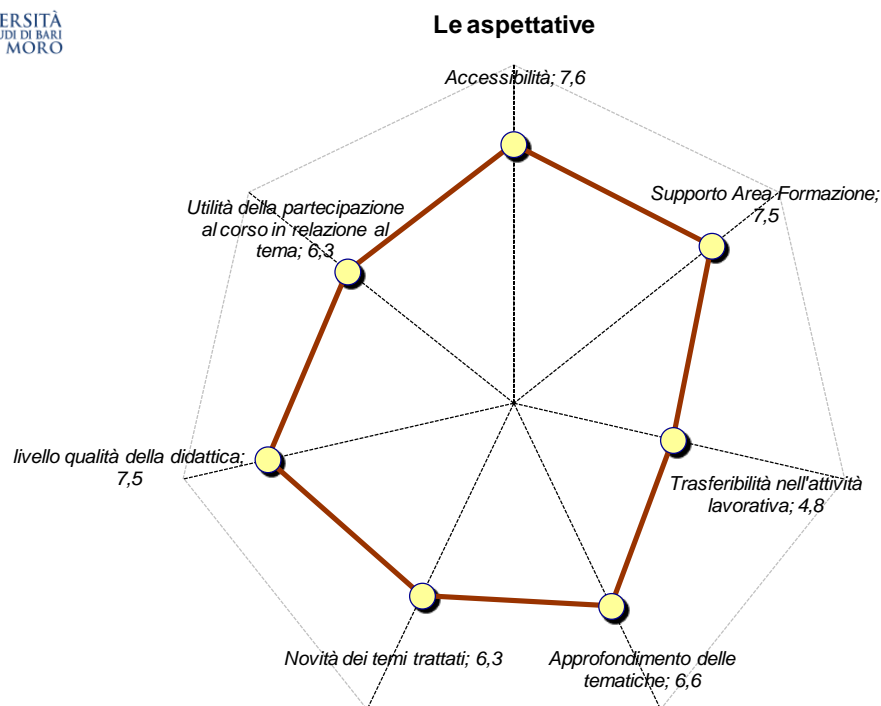 ERSITÀ
UDI DI BARI
MORO
Le aspettative
Accessibilità; 7,6
Supporto Area Formazione;
7,5
Utilità della partecipazione
al corso in relazione al
tema; 6,3
livello qualità della didattica;
7,5
Trasferibilità nell'attività
lavorativa; 4,8
Novità dei temi trattati; 6,3
Approfondimento delle
tematiche; 6,6